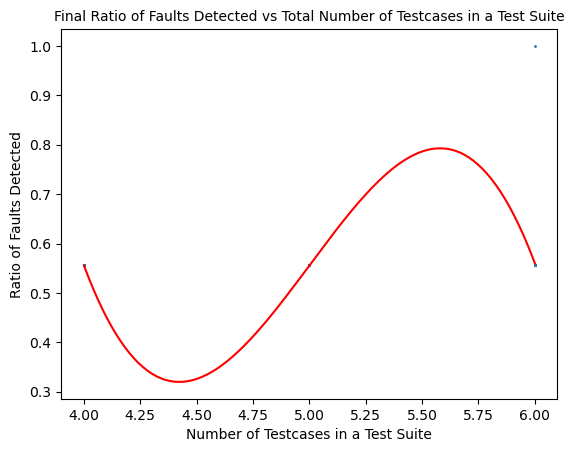 Final Ratio of Faults Detected vs Total Number of Testcases in a Test Suite
1.0
0.9
0.8
0.7
0.6
0.5
0.4
0.3
Ratio of Faults Detected
4.00 4.25 4.50 4.75 5.00 5.25 5.50 5.75 6.00
Number of Testcases in a Test Suite